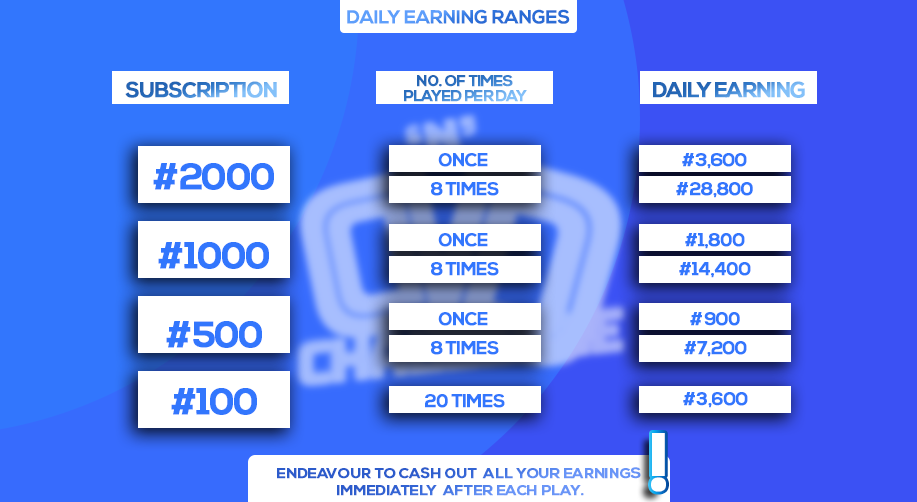 DAILY EARNING RANGES
SUBSCRIPTION
NO. OF TIMES
PLAYED PER DAY
DAILY EARNING
#2000
ONCE
#3,600
8 TIMES
#28,800
#1000
ONCE
#1,800
8 TIMES
#14,400
#500
ONCE
#900
8 TIMES
#7,200
#100
20 TIMES
#3,600
ENDEAVOUR TO CASH OUT ALL YOUR EARNINGS
IMMEDIATELY AFTER EACH PLAY.